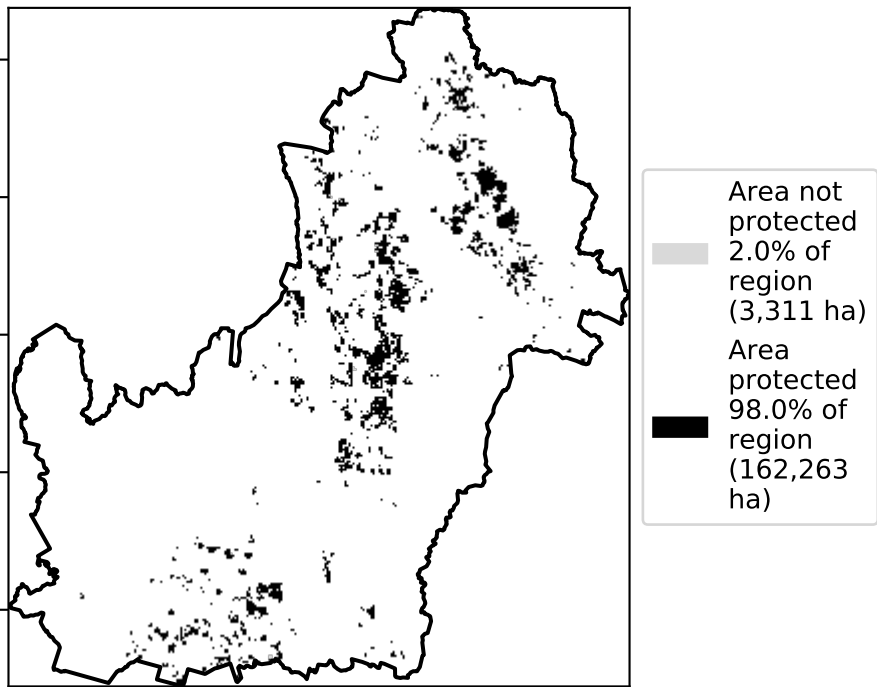 Area not
protected
2.0% of
region
(3,311 ha)
Area
protected
98.0% of
region
(162,263
ha)